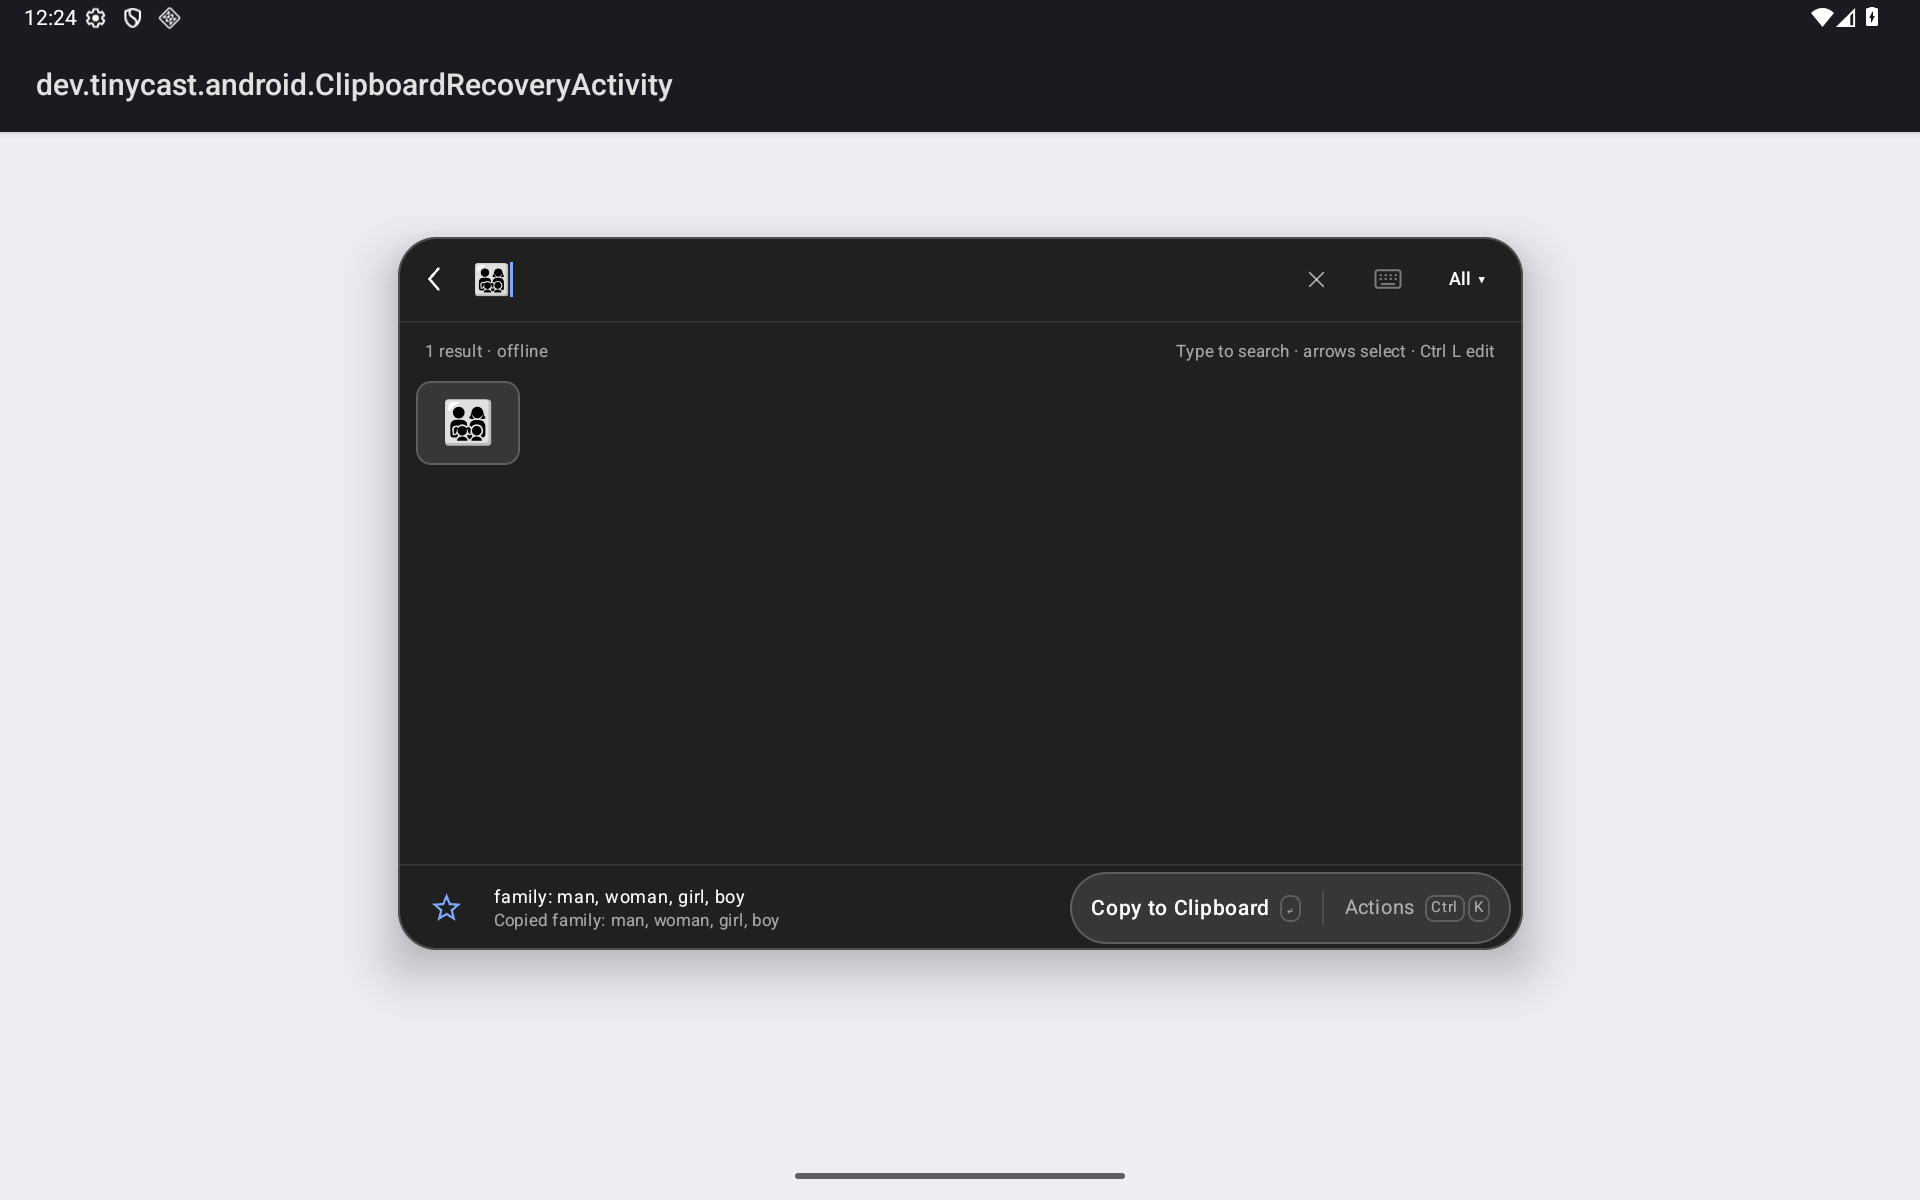 12:24
dev.tinycast.android.ClipboardRecoveryActivity
👨‍👩‍👧‍👦
All ▾
1 result · offline
Type to search · arrows select · Ctrl L edit
👨‍👩‍👧‍👦
family: man, woman, girl, boy
Copied family: man, woman, girl, boy
Copy to Clipboard ↵
Actions Ctrl K